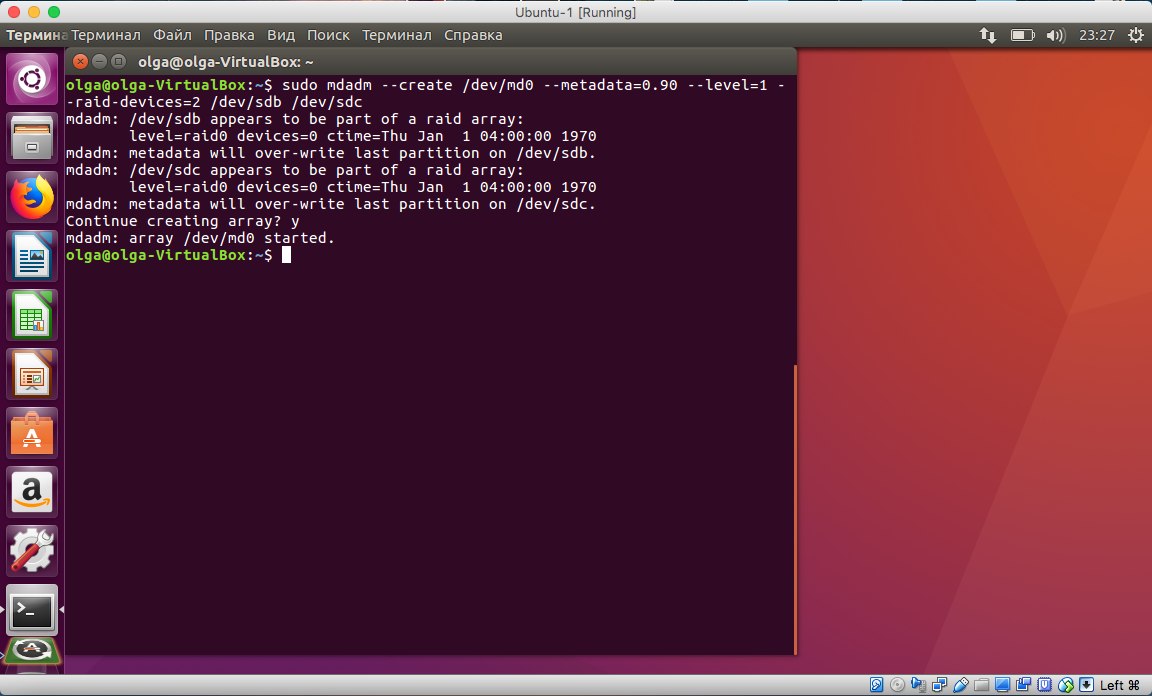 Ubuntu-1 [Running]
Термина Терминал Файл Правка Вид Поиск Терминал Справка 23:27
olga@olga-VirtualBox: ~
olga@olga-VirtualBox:~$ sudo mdadm --create /dev/md0 --metadata=0.90 --level=1 -
-raid-devices=2 /dev/sdb /dev/sdc
mdadm: /dev/sdb appears to be part of a raid array:
       level=raid0 devices=0 ctime=Thu Jan  1 04:00:00 1970
mdadm: metadata will over-write last partition on /dev/sdb.
mdadm: /dev/sdc appears to be part of a raid array:
       level=raid0 devices=0 ctime=Thu Jan  1 04:00:00 1970
mdadm: metadata will over-write last partition on /dev/sdc.
Continue creating array? y
mdadm: array /dev/md0 started.
olga@olga-VirtualBox:~$
Left ⌘